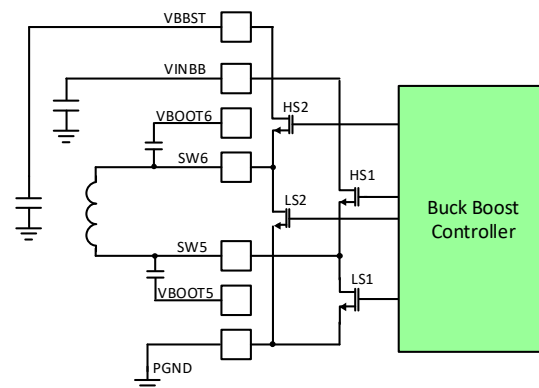 VBBST
VINBB
VBOOT6
HS2
SW6
HS1
LS2
Buck Boost
Controller
SW5
LS1
VBOOT5
PGND